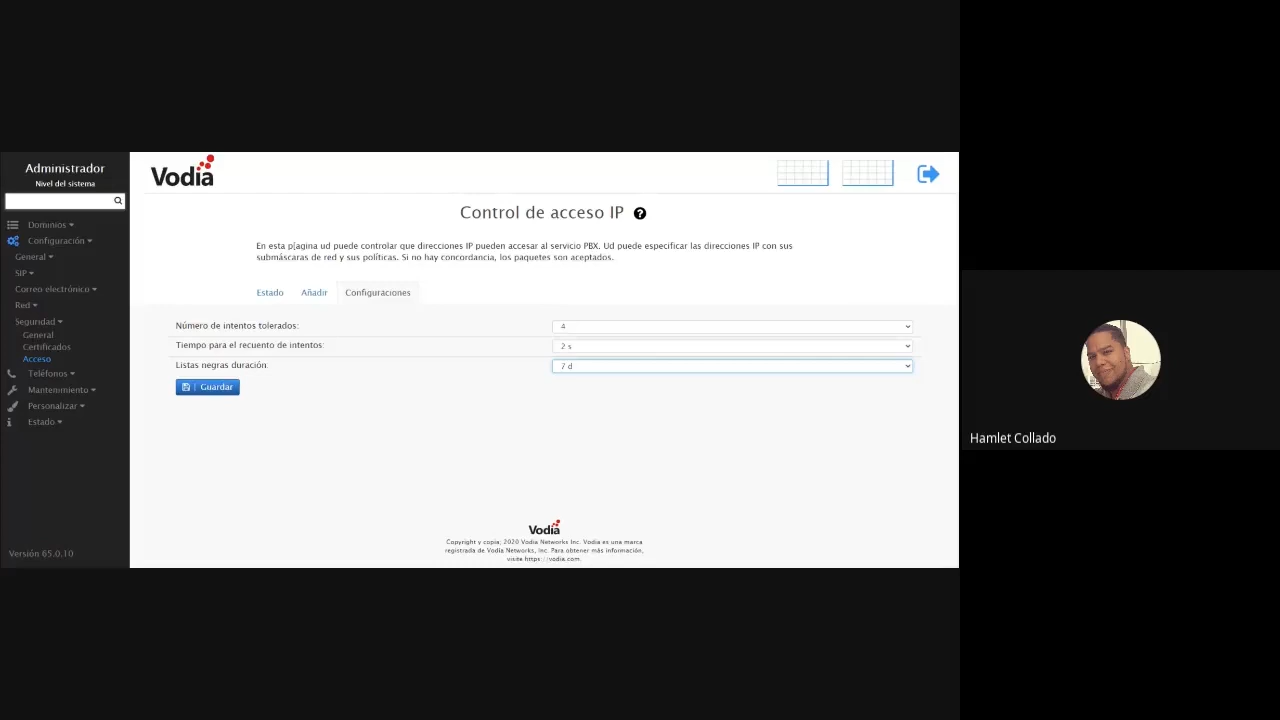 Administrador
Nivel del sistema
Dominios
Configuración
General
SIP
Correo electrónico
Red
Seguridad
General
Certificados
Acceso
Teléfonos
Mantenimiento
Personalizar
Estado
Versión 65.0.10
Vodia
Control de acceso IP ?
En esta p[agina ud puede controlar que direcciones IP pueden accesar al servicio PBX. Ud puede especificar las direcciones IP con sus
submáscaras de red y sus políticas. Si no hay concordancia, los paquetes son aceptados.
Estado Añadir Configuraciones
Número de intentos tolerados: 4
Tiempo para el recuento de intentos: 2 s
Listas negras duración: 7 d
| Guardar
Vodia
Copyright y copia; 2020 Vodia Networks Inc. Vodia es una marca
registrada de Vodia Networks, Inc. Para obtener más información,
visite https://vodia.com.
Hamlet Collado